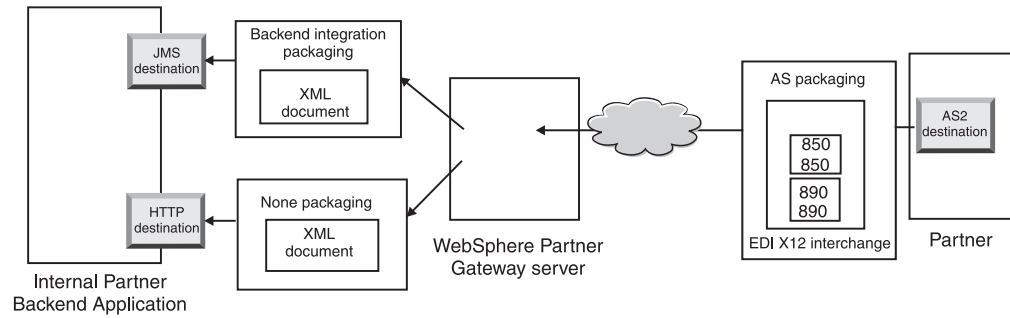 JMS
destination
Backend integration
packaging
XML
document
HTTP
destination
None packaging
XML
document
Internal Partner
Backend Application
WebSphere Partner
Gateway server
AS packaging
850
850
890
890
EDI X12 interchange
AS2
destination
Partner